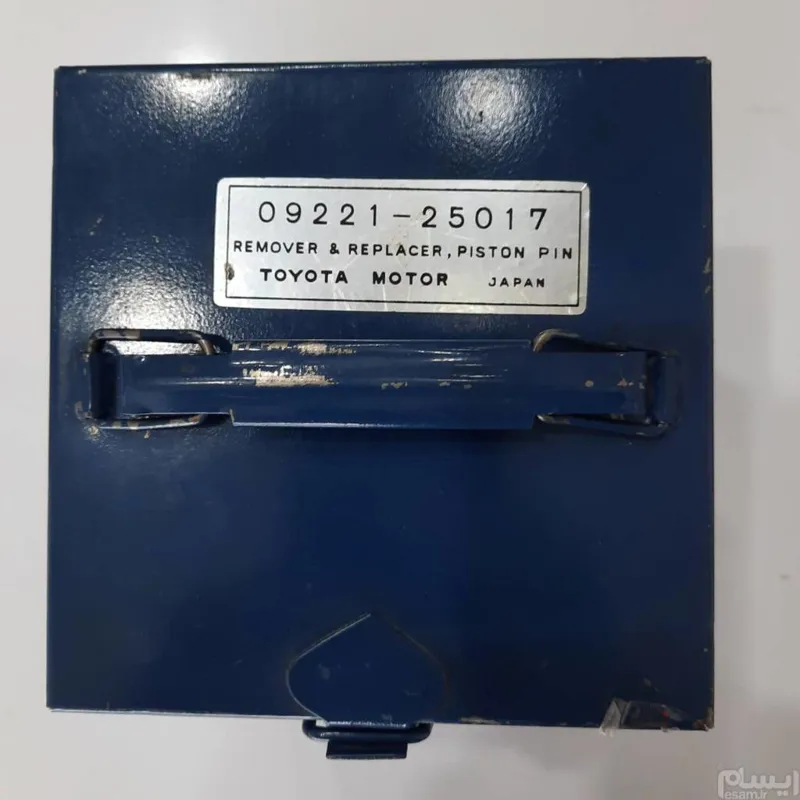 09221-25017
REMOVER & REPLACER, PISTON PIN
TOYOTA MOTOR JAPAN
ایسام
esam.ir